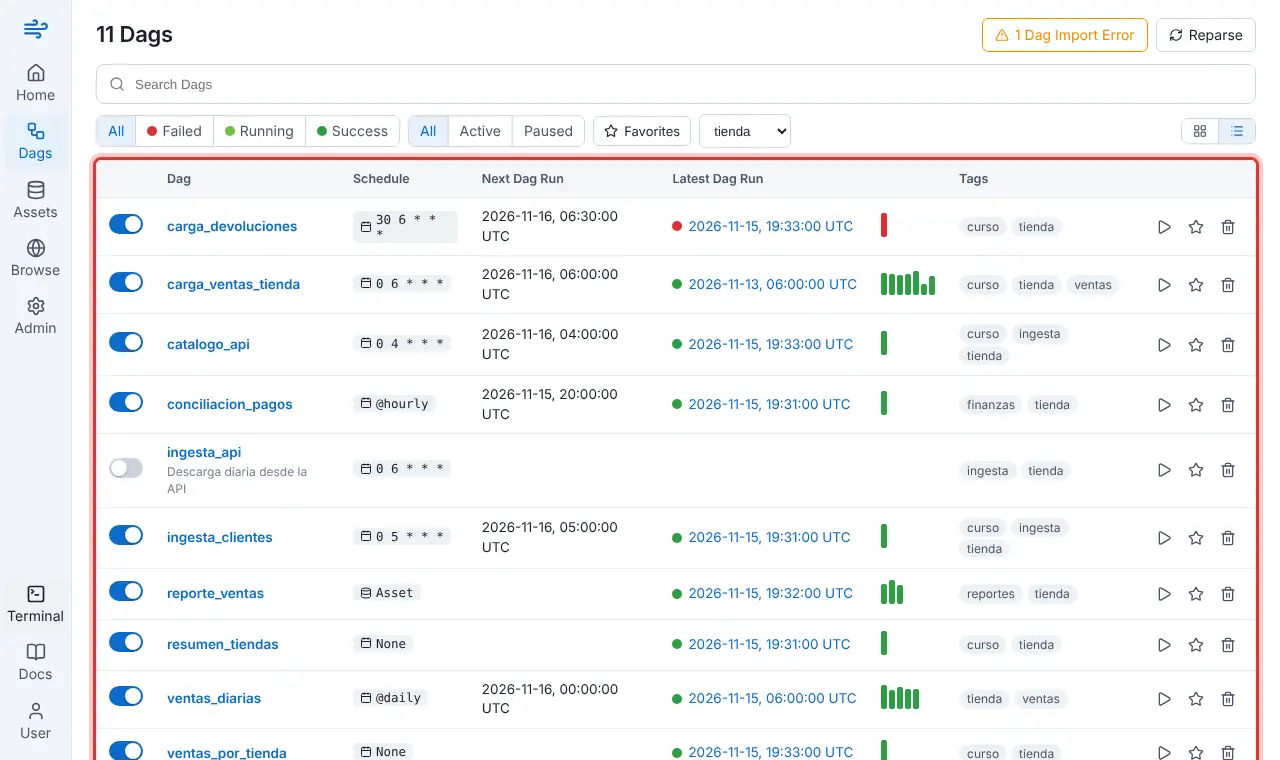 11 Dags
1 Dag Import Error
Reparse
Search Dags
All Failed Running Success
All Active Paused
Favorites
tienda
Home
Dags
Assets
Browse
Admin
Terminal
Docs
User
Dag Schedule Next Dag Run Latest Dag Run Tags
carga_devoluciones
30 6 * *
*
2026-11-16, 06:30:00
UTC
2026-11-15, 19:33:00 UTC
curso tienda
carga_ventas_tienda
0 6 * * *
2026-11-16, 06:00:00
UTC
2026-11-13, 06:00:00 UTC
curso tienda ventas
catalogo_api
0 4 * * *
2026-11-16, 04:00:00
UTC
2026-11-15, 19:33:00 UTC
curso ingesta
tienda
conciliacion_pagos
@hourly
2026-11-15, 20:00:00
UTC
2026-11-15, 19:31:00 UTC
finanzas tienda
ingesta_api
Descarga diaria desde la
API
0 6 * * *
ingesta tienda
ingesta_clientes
0 5 * * *
2026-11-16, 05:00:00
UTC
2026-11-15, 19:31:00 UTC
curso ingesta
tienda
reporte_ventas
Asset
2026-11-15, 19:32:00 UTC
reportes tienda
resumen_tiendas
None
2026-11-15, 19:31:00 UTC
curso tienda
ventas_diarias
@daily
2026-11-16, 00:00:00
UTC
2026-11-15, 06:00:00 UTC
tienda ventas
ventas_por_tienda
None
2026-11-15, 19:33:00 UTC
curso tienda